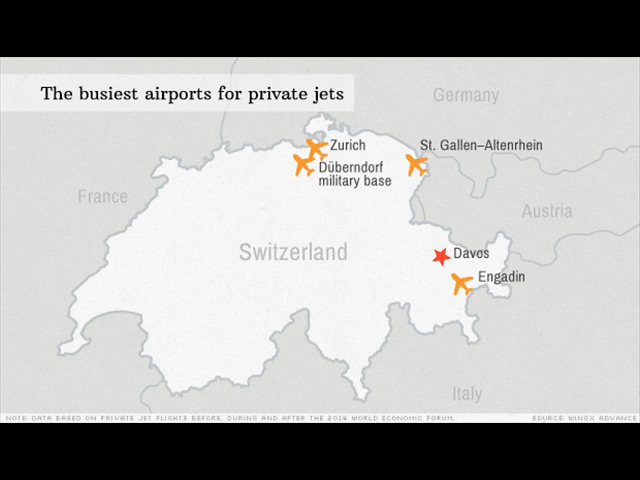 The busiest airports for private jets
Germany
Zurich
St. Gallen–Altenrhein
Düberndorf
military base
France
Austria
Switzerland
Davos
Engadin
Italy
NOTE: DATA BASED ON PRIVATE JET FLIGHTS BEFORE, DURING AND AFTER THE 2014 WORLD ECONOMIC FORUM.
SOURCE: WINGX ADVANCE